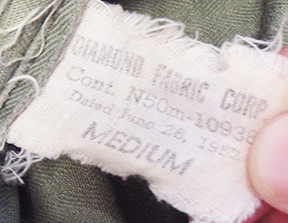 DIAMOND FABRIC CORP
Cont. N50m-10936
Dated June 26, 1952
MEDIUM